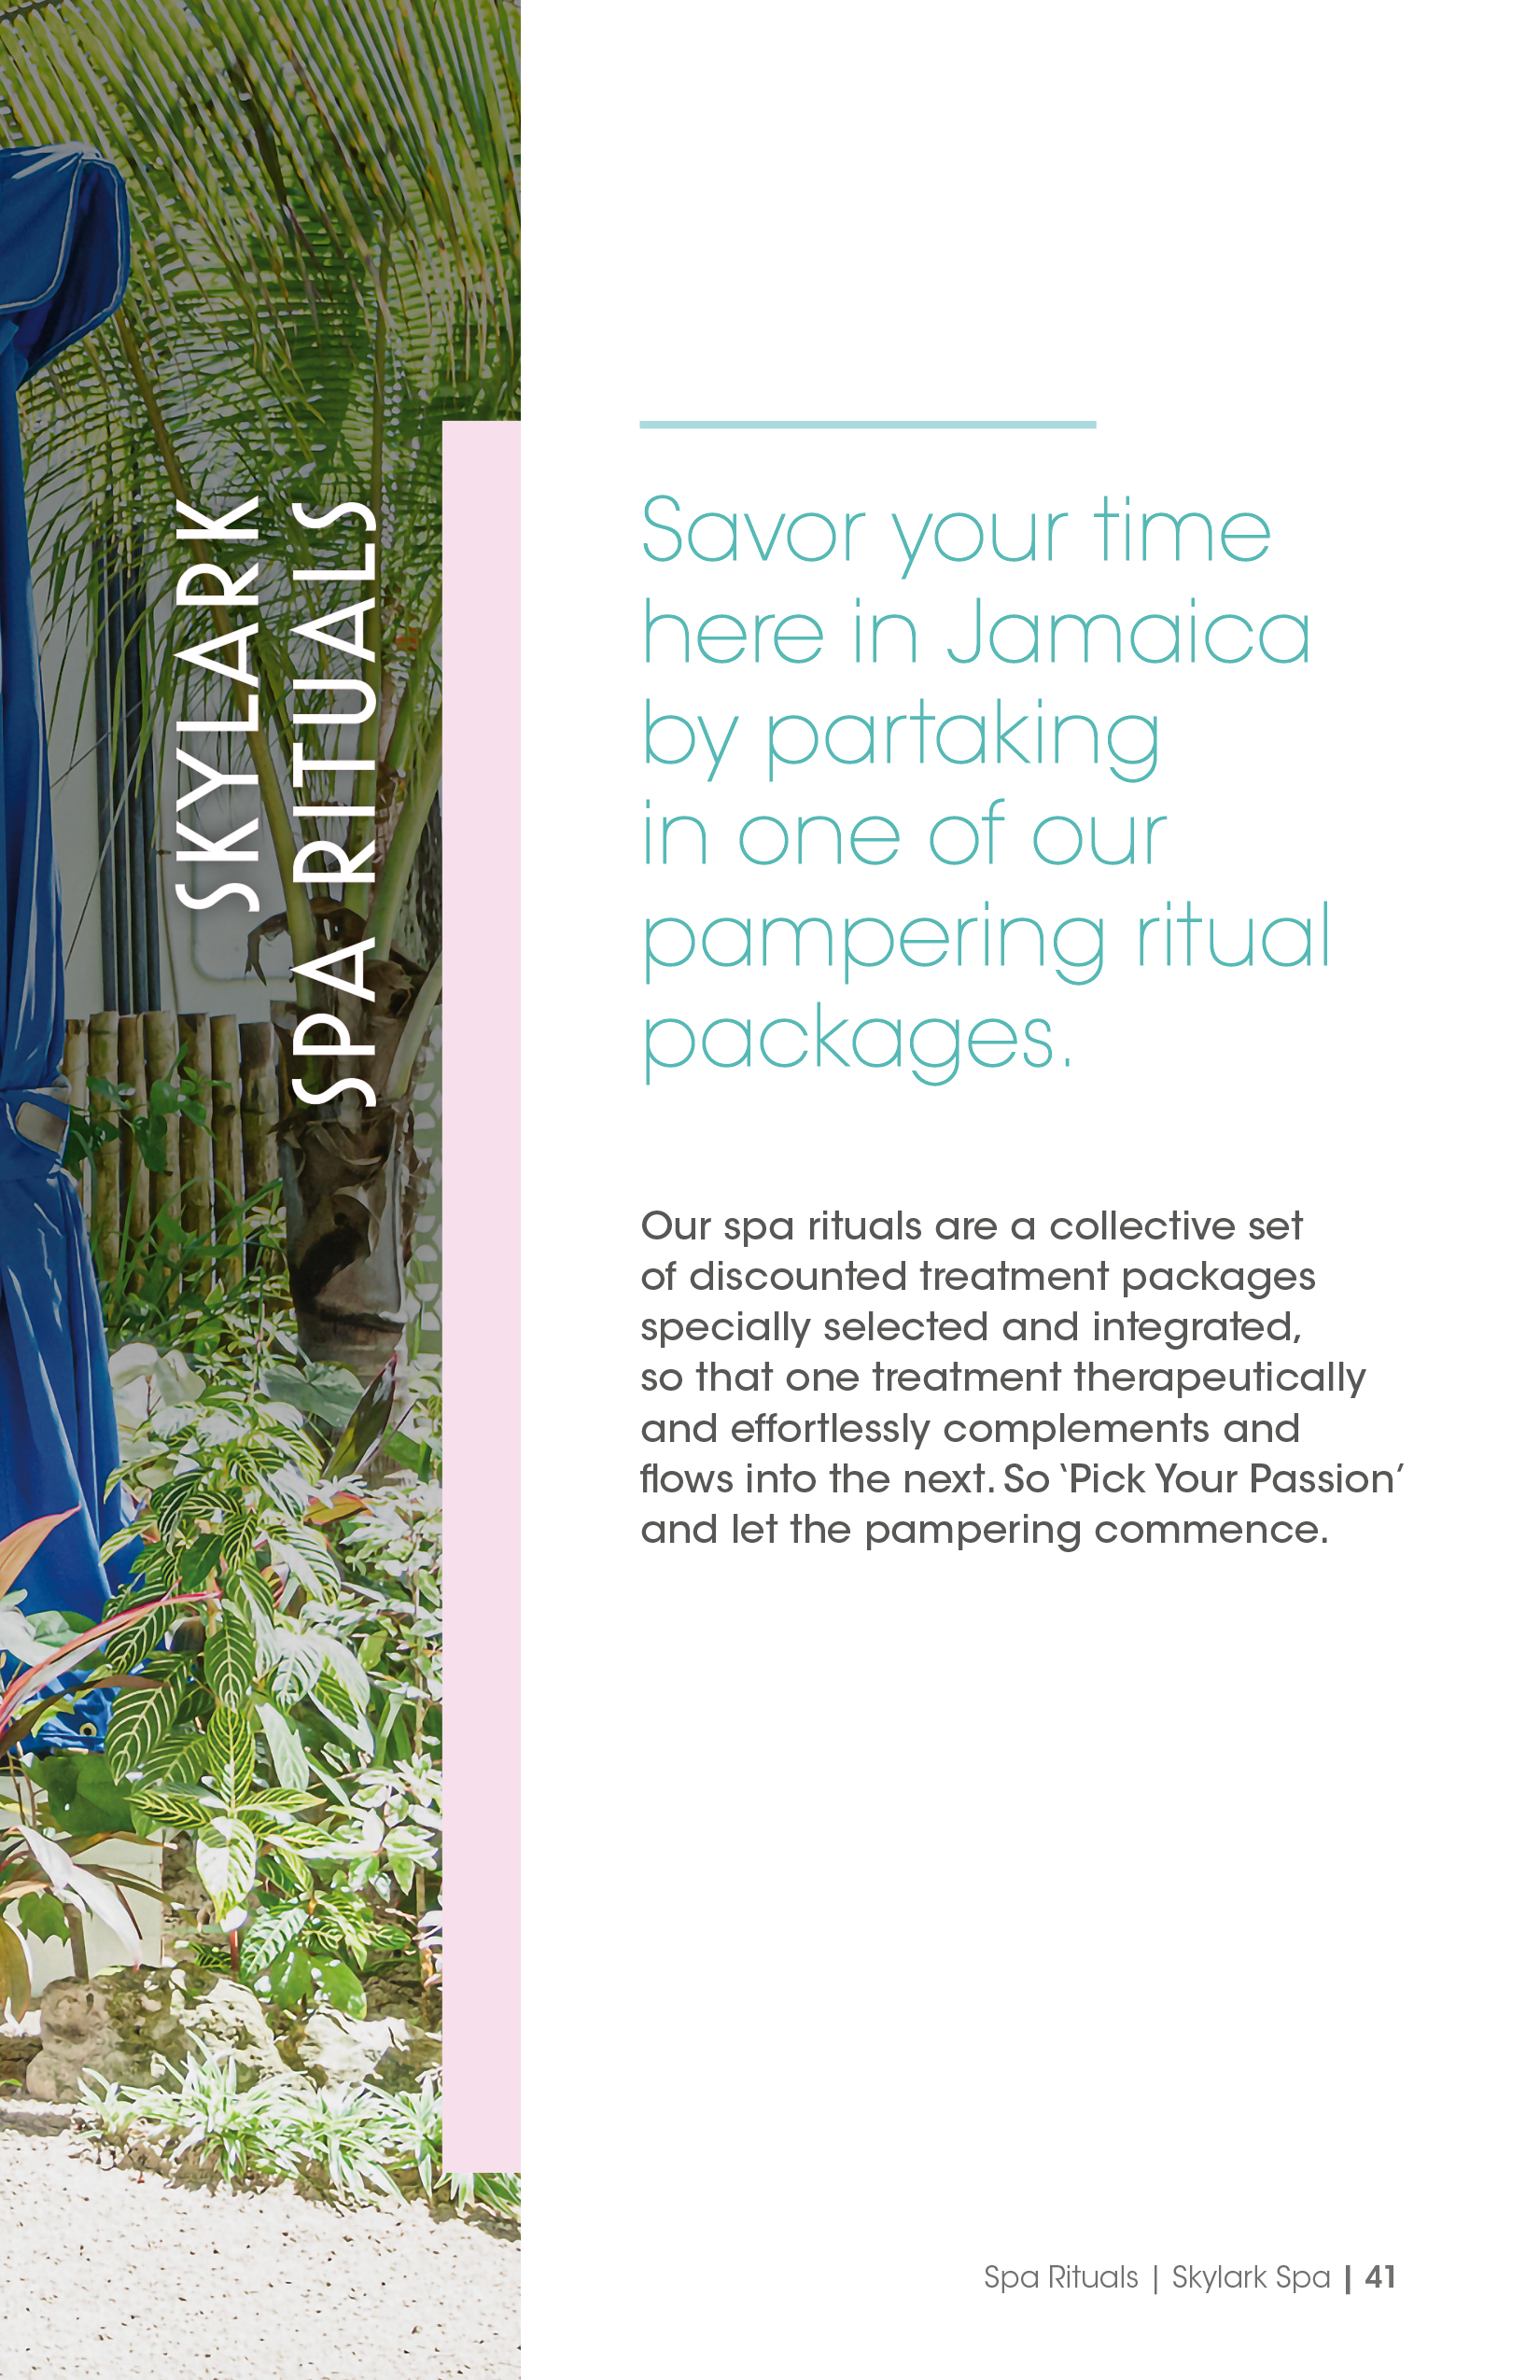 SKYLARK
SPA RITUALS
Savor your time
here in Jamaica
by partaking
in one of our
pampering ritual
packages.
Our spa rituals are a collective set
of discounted treatment packages
specially selected and integrated,
so that one treatment therapeutically
and effortlessly complements and
flows into the next. So ‘Pick Your Passion’
and let the pampering commence.
Spa Rituals | Skylark Spa | 41